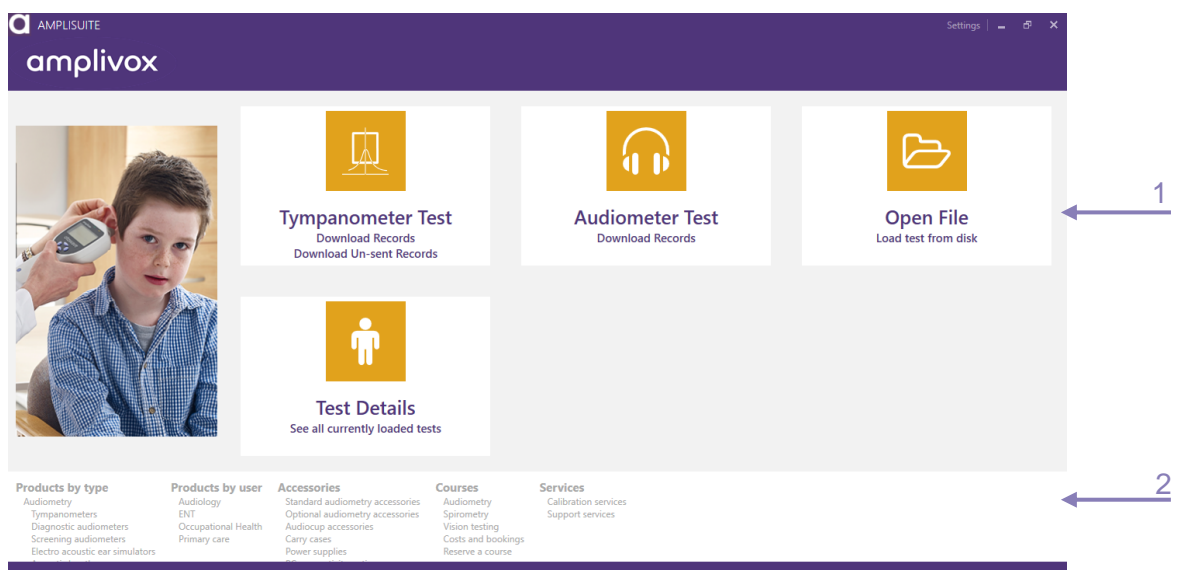 AMPLISUITE
Settings
amplivox
Tympanometer Test
Download Records
Download Un-sent Records
Audiometer Test
Download Records
Open File
Load test from disk
1
Test Details
See all currently loaded tests
Products by type
Audiometry
Tympanometers
Diagnostic audiometers
Screening audiometers
Electro acoustic ear simulators
Products by user
Audiology
ENT
Occupational Health
Primary care
Accessories
Standard audiometry accessories
Optional audiometry accessories
Audiocup accessories
Carry cases
Power supplies
Courses
Audiometry
Spirometry
Vision testing
Costs and bookings
Reserve a course
Services
Calibration services
Support services
2